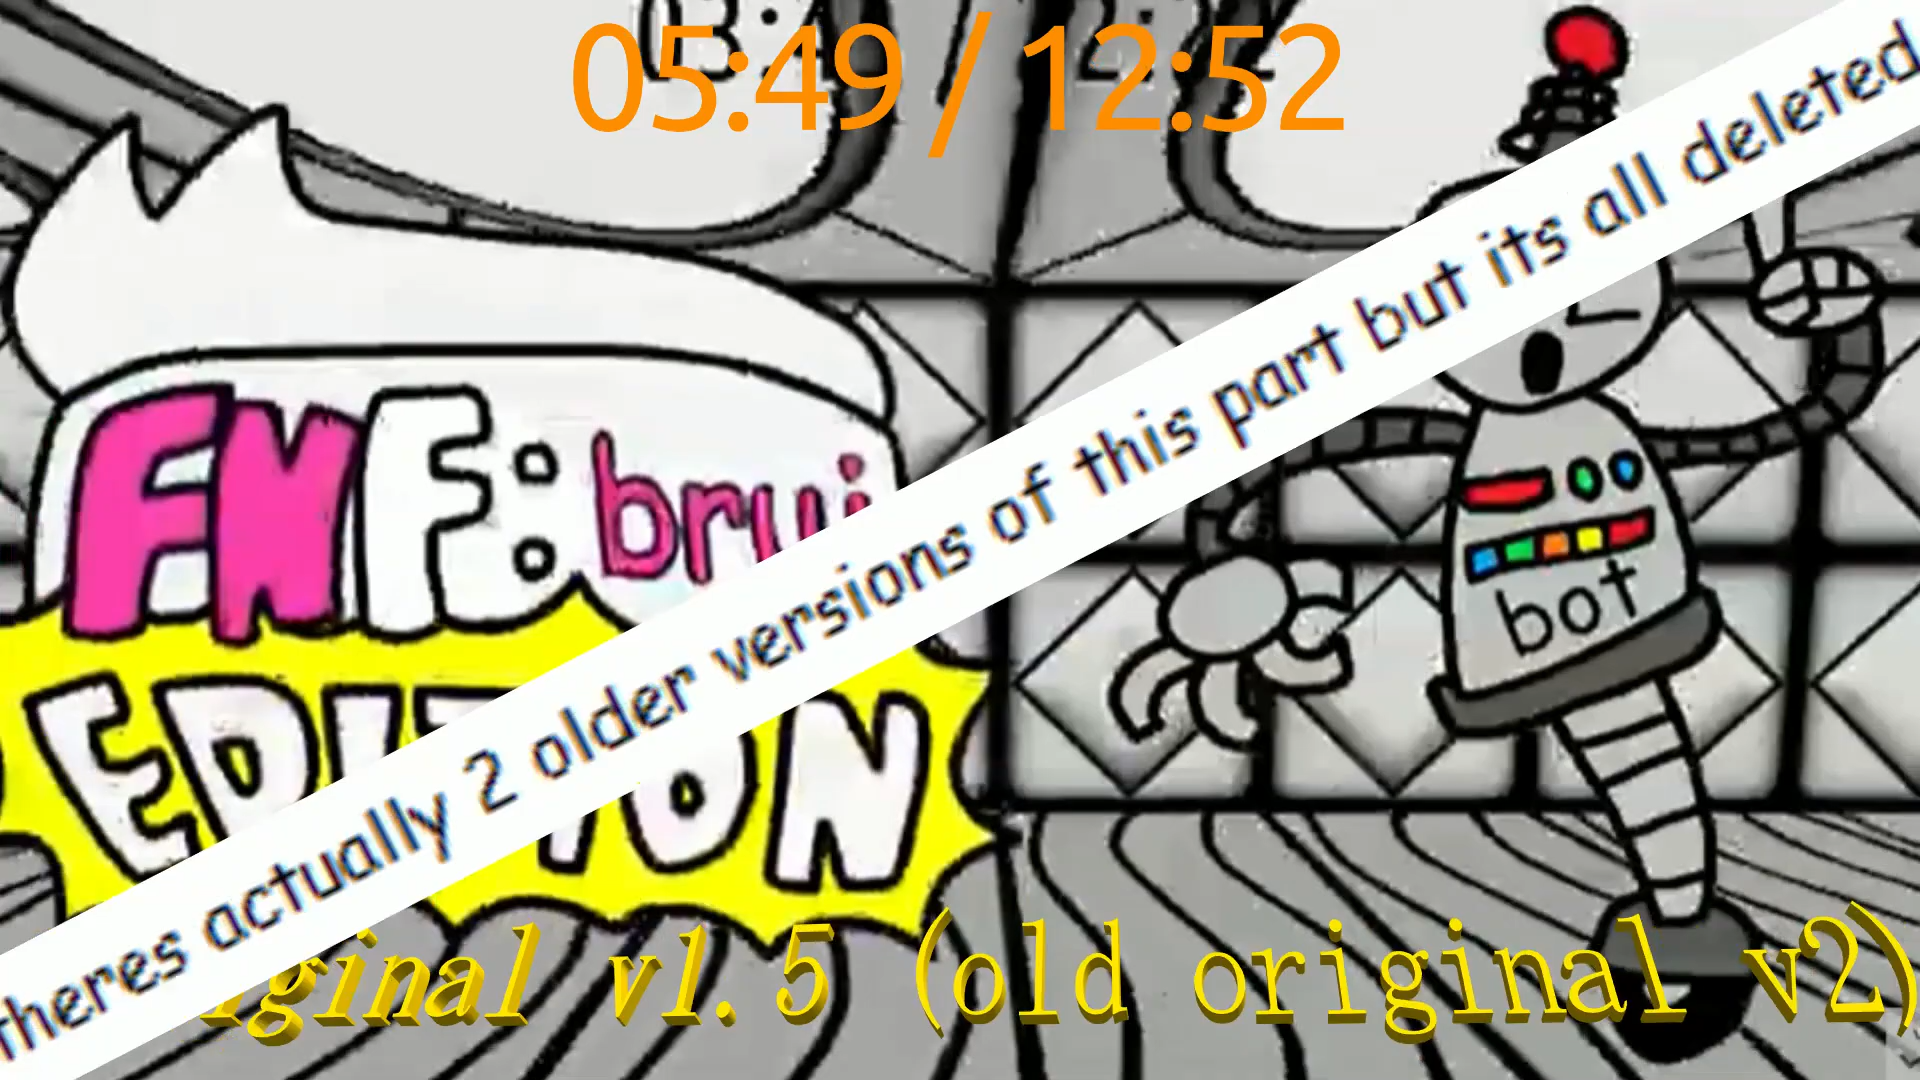 05:49 / 12:52
FNF: brui
EDITION
theres actually 2 older versions of this part but its all deleted
bot
iginal v1.5 (old original v2)